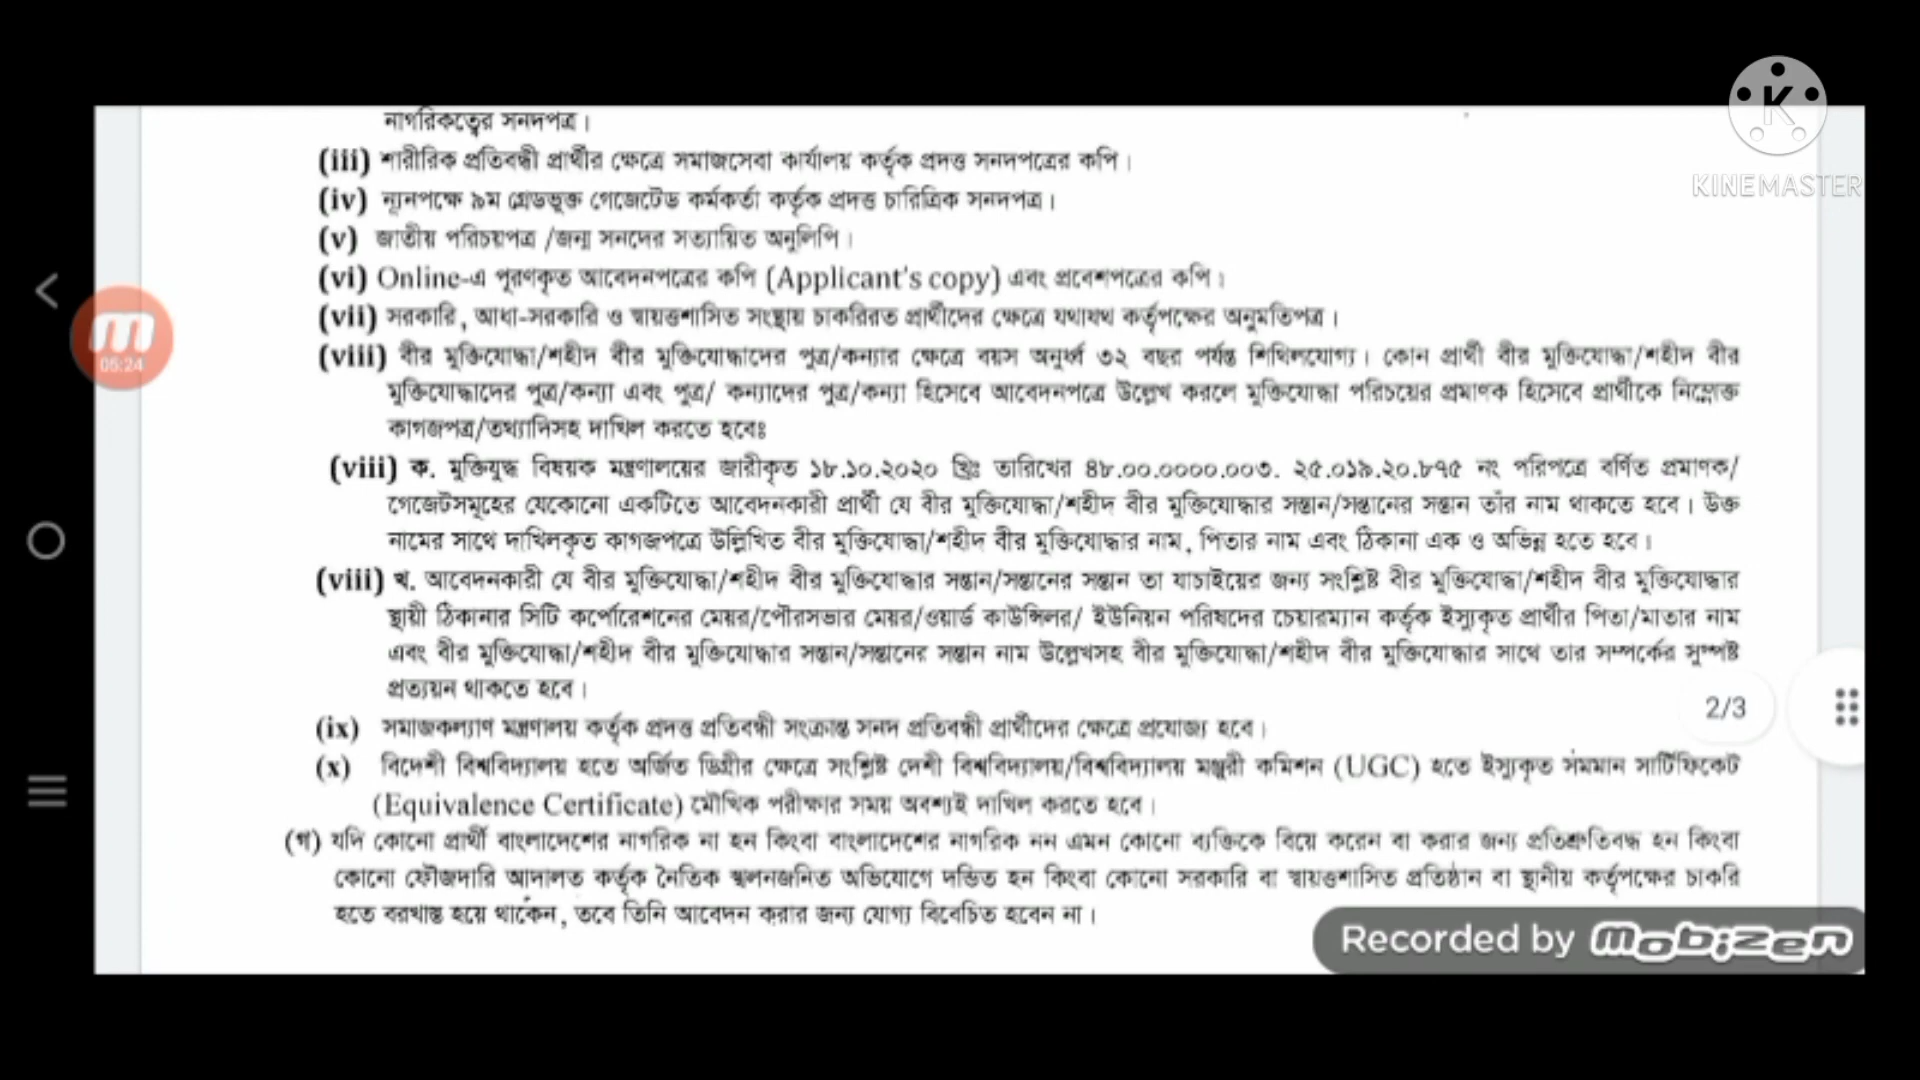 নাগরিকত্বের সনদপত্র।
(iii) শারীরিক প্রতিবন্ধী প্রার্থীর ক্ষেত্রে সমাজসেবা কার্যালয় কর্তৃক প্রদত্ত সনদপত্রের কপি।
KINEMASTER
(iv) ন্যূনপক্ষে ৯ম গ্রেডভুক্ত গেজেটেড কর্মকর্তা কর্তৃক প্রদত্ত চারিত্রিক সনদপত্র।
(v) জাতীয় পরিচয়পত্র /জন্ম সনদের সত্যায়িত অনুলিপি।
(vi) Online-এ পূরণকৃত আবেদনপত্রের কপি (Applicant's copy) এবং প্রবেশপত্রের কপি।
(vii) সরকারি, আধা-সরকারি ও স্বায়ত্তশাসিত সংস্থায় চাকরিরত প্রার্থীদের ক্ষেত্রে যথাযথ কর্তৃপক্ষের অনুমতিপত্র।
06:24
(viii) বীর মুক্তিযোদ্ধা/শহীদ বীর মুক্তিযোদ্ধাদের পুত্র/কন্যার ক্ষেত্রে বয়স অনুর্ধ্ব ৩২ বছর পর্যন্ত শিথিলযোগ্য। কোন প্রার্থী বীর মুক্তিযোদ্ধা/শহীদ বীর
মুক্তিযোদ্ধাদের পুত্র/কন্যা এবং পুত্র/ কন্যাদের পুত্র/কন্যা হিসেবে আবেদনপত্রে উল্লেখ করলে মুক্তিযোদ্ধা পরিচয়ের প্রমাণক হিসেবে প্রার্থীকে নিম্নোক্ত
কাগজপত্র/তথ্যাদিসহ দাখিল করতে হবেঃ
(viii) ক. মুক্তিযুদ্ধ বিষয়ক মন্ত্রণালয়ের জারীকৃত ১৮.১০.২০২০ খ্রিঃ তারিখের ৪৮.০০.০০০০.০০৩. ২৫.০১৯.২০.৮৭৫ নং পরিপত্রে বর্ণিত প্রমাণক/
গেজেটসমূহের যেকোনো একটিতে আবেদনকারী প্রার্থী যে বীর মুক্তিযোদ্ধা/শহীদ বীর মুক্তিযোদ্ধার সন্তান/সন্তানের সন্তান তাঁর নাম থাকতে হবে। উক্ত
নামের সাথে দাখিলকৃত কাগজপত্রে উল্লিখিত বীর মুক্তিযোদ্ধা/শহীদ বীর মুক্তিযোদ্ধার নাম, পিতার নাম এবং ঠিকানা এক ও অভিন্ন হতে হবে।
(viii) খ. আবেদনকারী যে বীর মুক্তিযোদ্ধা/শহীদ বীর মুক্তিযোদ্ধার সন্তান/সন্তানের সন্তান তা যাচাইয়ের জন্য সংশ্লিষ্ট বীর মুক্তিযোদ্ধা/শহীদ বীর মুক্তিযোদ্ধার
স্থায়ী ঠিকানার সিটি কর্পোরেশনের মেয়র/পৌরসভার মেয়র/ওয়ার্ড কাউন্সিলর/ ইউনিয়ন পরিষদের চেয়ারম্যান কর্তৃক ইস্যুকৃত প্রার্থীর পিতা/মাতার নাম
এবং বীর মুক্তিযোদ্ধা/শহীদ বীর মুক্তিযোদ্ধার সন্তান/সন্তানের সন্তান নাম উল্লেখসহ বীর মুক্তিযোদ্ধা/শহীদ বীর মুক্তিযোদ্ধার সাথে তার সম্পর্কের সুস্পষ্ট
প্রত্যয়ন থাকতে হবে।
2/3
(ix) সমাজকল্যাণ মন্ত্রণালয় কর্তৃক প্রদত্ত প্রতিবন্ধী সংক্রান্ত সনদ প্রতিবন্ধী প্রার্থীদের ক্ষেত্রে প্রযোজ্য হবে।
(x) বিদেশী বিশ্ববিদ্যালয় হতে অর্জিত ডিগ্রীর ক্ষেত্রে সংশ্লিষ্ট দেশী বিশ্ববিদ্যালয়/বিশ্ববিদ্যালয় মঞ্জুরী কমিশন (UGC) হতে ইস্যুকৃত সমমান সার্টিফিকেট
(Equivalence Certificate) মৌখিক পরীক্ষার সময় অবশ্যই দাখিল করতে হবে।
(গ) যদি কোনো প্রার্থী বাংলাদেশের নাগরিক না হন কিংবা বাংলাদেশের নাগরিক নন এমন কোনো ব্যক্তিকে বিয়ে করেন বা করার জন্য প্রতিশ্রুতিবদ্ধ হন কিংবা
কোনো ফৌজদারি আদালত কর্তৃক নৈতিক স্খলনজনিত অভিযোগে দন্ডিত হন কিংবা কোনো সরকারি বা স্বায়ত্তশাসিত প্রতিষ্ঠান বা স্থানীয় কর্তৃপক্ষের চাকরি
হতে বরখাস্ত হয়ে থাকেন, তবে তিনি আবেদন করার জন্য যোগ্য বিবেচিত হবেন না।
Recorded by Mobizen